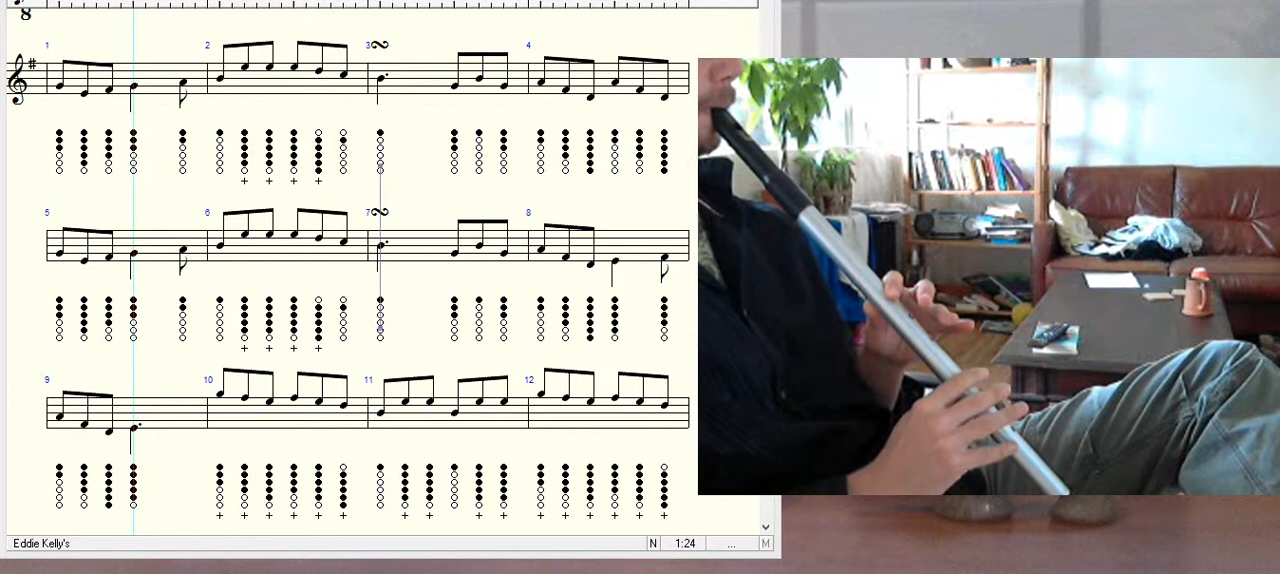 8
1 2 3 4
+ + + +
5 6 7 8
+ + + +
9 10 11 12
+ + + + + + + + + + + + + + +
Eddie Kelly's N 1:24 ... M